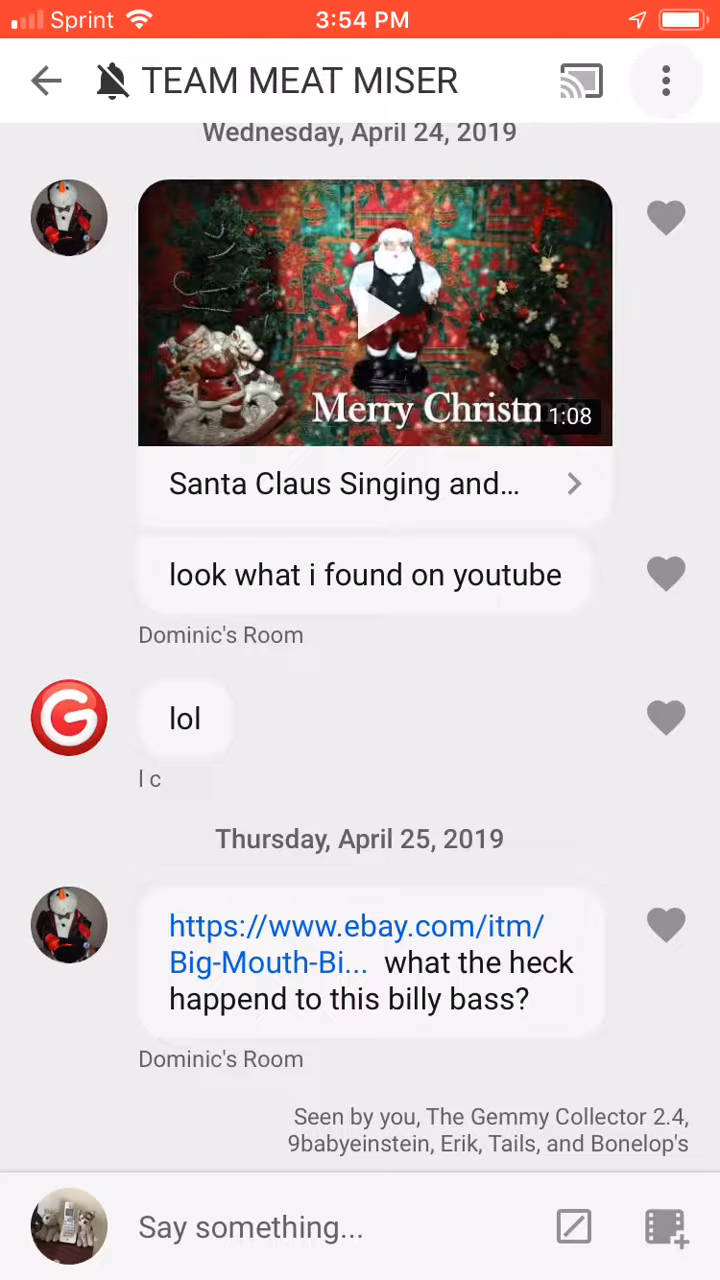 Sprint 3:54 PM
TEAM MEAT MISER
Wednesday, April 24, 2019
Merry Christm
1:08
Santa Claus Singing and...
look what i found on youtube
Dominic's Room
G
lol
l c
Thursday, April 25, 2019
https://www.ebay.com/itm/
Big-Mouth-Bi... what the heck
happend to this billy bass?
Dominic's Room
Seen by you, The Gemmy Collector 2.4,
9babyeinstein, Erik, Tails, and Bonelop's
Say something...